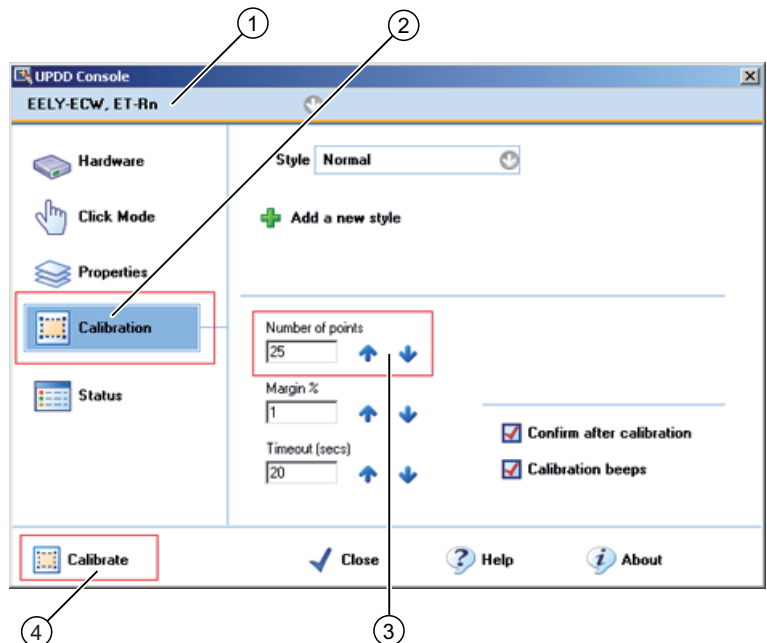 1
2
UPDD Console
EELY-ECW, ET-Rn
Hardware
Style Normal
Click Mode
Add a new style
Properties
Calibration
Number of points
25
Status
Margin %
1
Confirm after calibration
Timeout (secs)
20
Calibration beeps
Calibrate
Close
? Help
i About
4
3